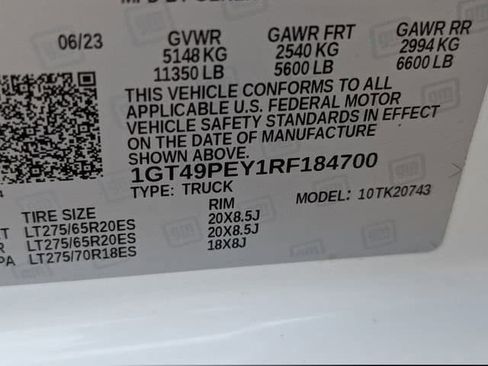 MFD BY GENER
06/23 GVWR GAWR FRT GAWR RR
5148 KG 2540 KG 2994 KG
11350 LB 5600 LB 6600 LB
THIS VEHICLE CONFORMS TO ALL
APPLICABLE U.S. FEDERAL MOTOR
VEHICLE SAFETY STANDARDS IN EFFECT
ON THE DATE OF MANUFACTURE
SHOWN ABOVE.
1GT49PEY1RF184700
TYPE: TRUCK MODEL: 10TK20743
TIRE SIZE RIM
LT275/65R20ES 20X8.5J
LT275/65R20ES 20X8.5J
LT275/70R18ES 18X8J